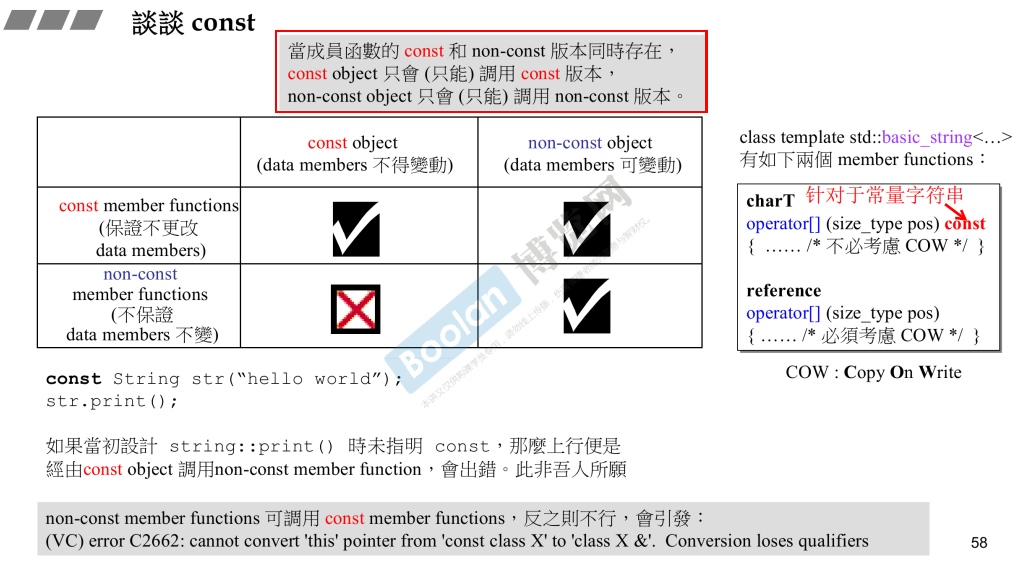 談談 const
當成員函數的 const 和 non-const 版本同時存在，
const object 只會 (只能) 調用 const 版本，
non-const object 只會 (只能) 調用 non-const 版本。
const object
(data members 不得變動)
non-const object
(data members 可變動)
const member functions
(保證不更改
data members)
non-const
member functions
(不保證
data members 不變)
class template std::basic_string<…>
有如下兩個 member functions：
charT 针对于常量字符串
operator[] (size_type pos) const
{ …… /* 不必考慮 COW */ }
reference
operator[] (size_type pos)
{ …… /* 必須考慮 COW */ }
COW : Copy On Write
Boolan 博览网
const String str(“hello world”);
str.print();
如果當初設計 string::print() 時未指明 const，那麼上行便是
經由const object 調用non-const member function，會出錯。此非吾人所願
non-const member functions 可調用 const member functions，反之則不行，會引發：
(VC) error C2662: cannot convert 'this' pointer from 'const class X' to 'class X &'. Conversion loses qualifiers
58